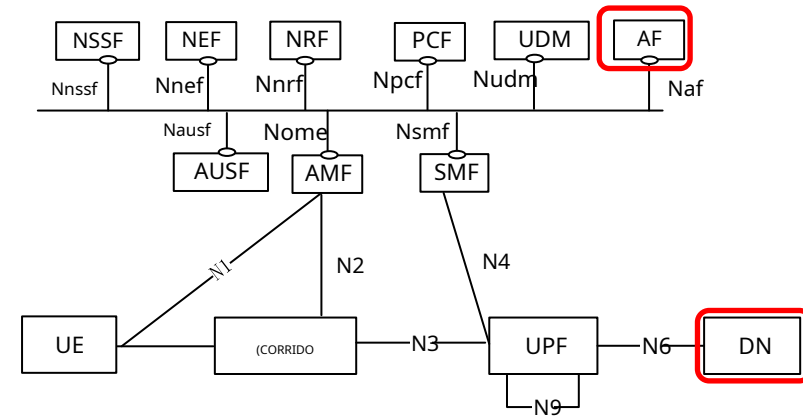 NSSF NEF NRF PCF UDM AF
Nnssf Nnef Nnrf Npcf Nudm Naf
Nausf Nome Nsmf
AUSF AMF SMF
N1 N2 N4
UE (CORRIDO N3 UPF N6 DN
N9